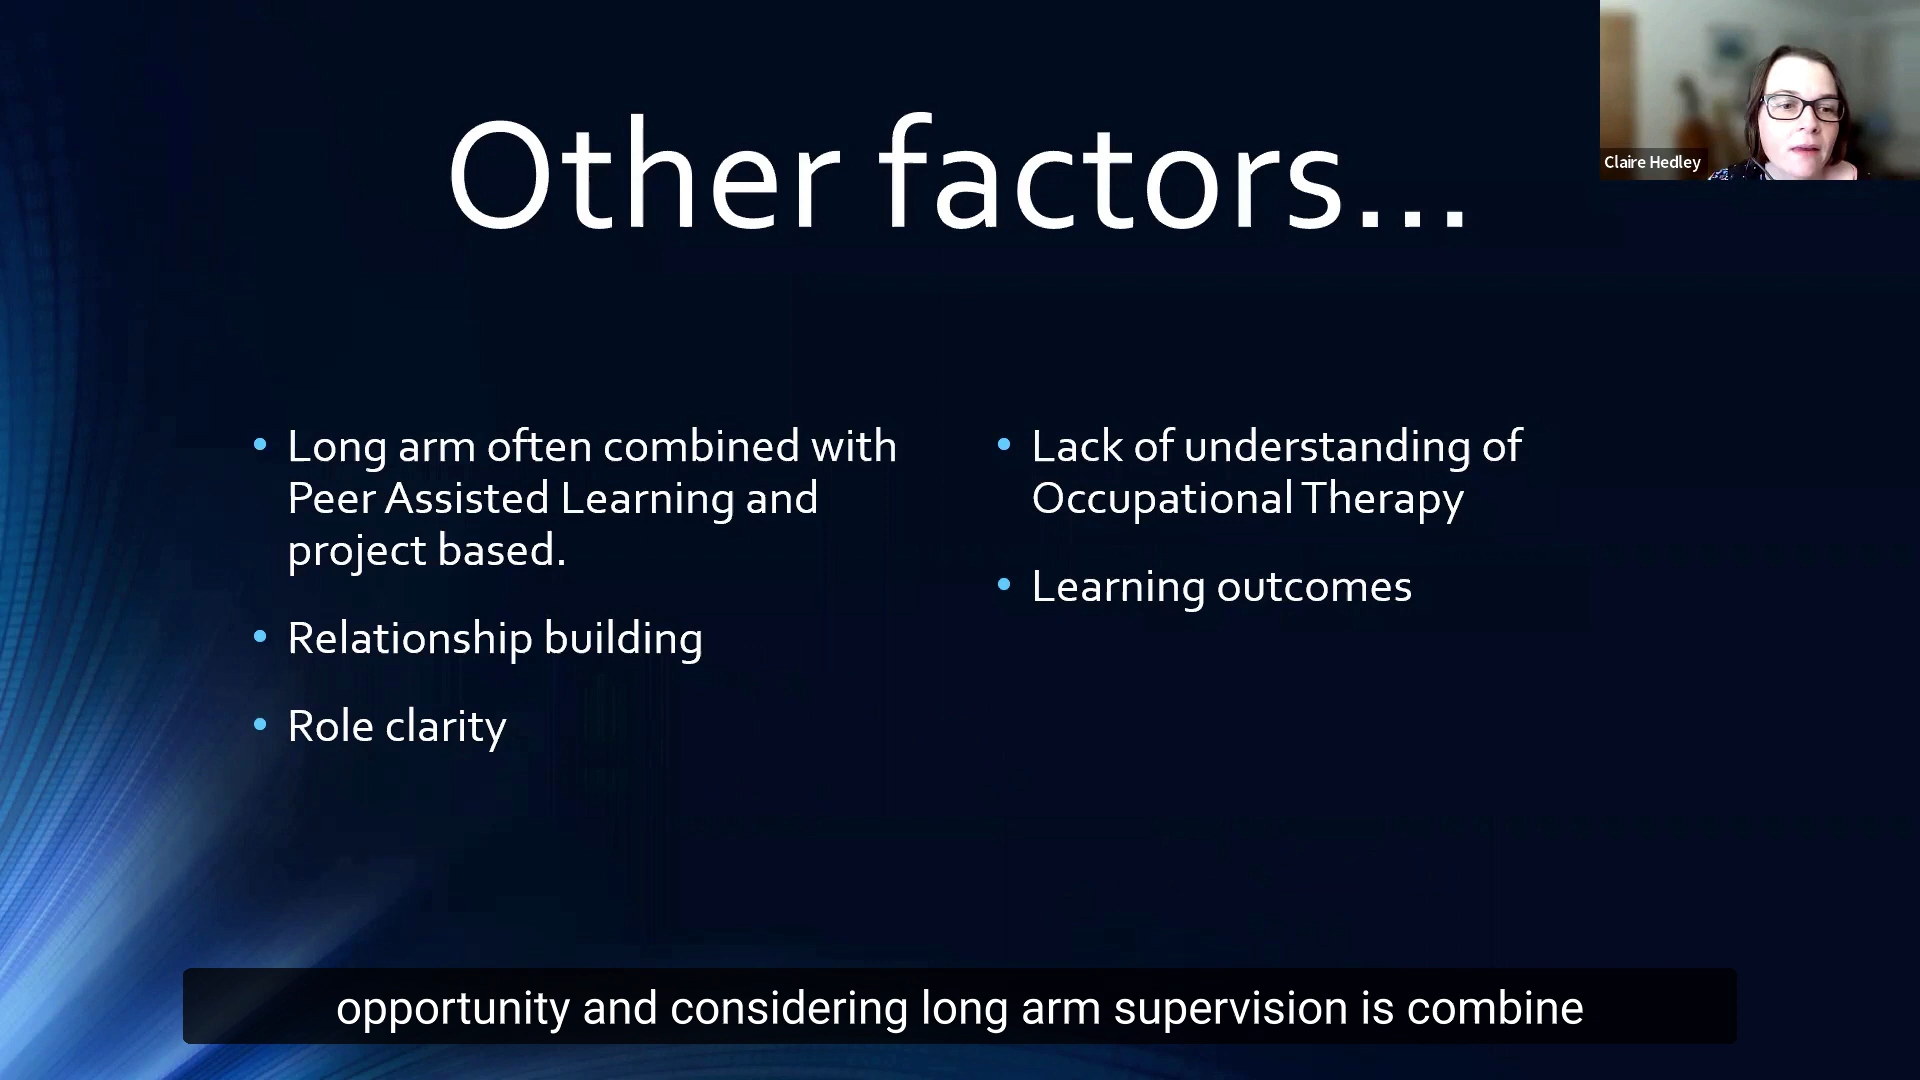 Other factors...
Claire Hedley
• Long arm often combined with
Peer Assisted Learning and
project based.
• Relationship building
• Role clarity
• Lack of understanding of
Occupational Therapy
• Learning outcomes
opportunity and considering long arm supervision is combine